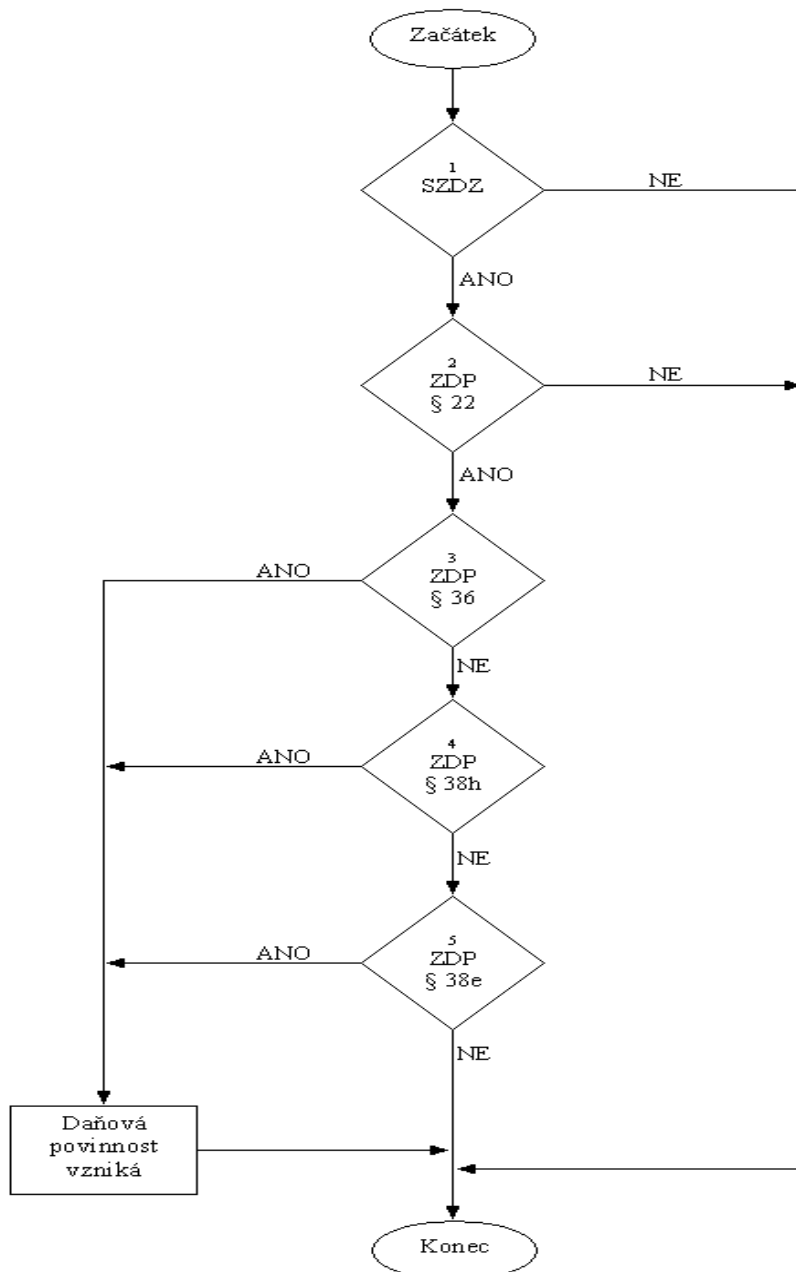 Začátek
1
SZDZ
NE
ANO
2
ZDP
§ 22
NE
ANO
3
ZDP
§ 36
ANO
NE
4
ZDP
§ 38h
ANO
NE
5
ZDP
§ 38e
ANO
NE
Daňová
povinnost
vzniká
Konec